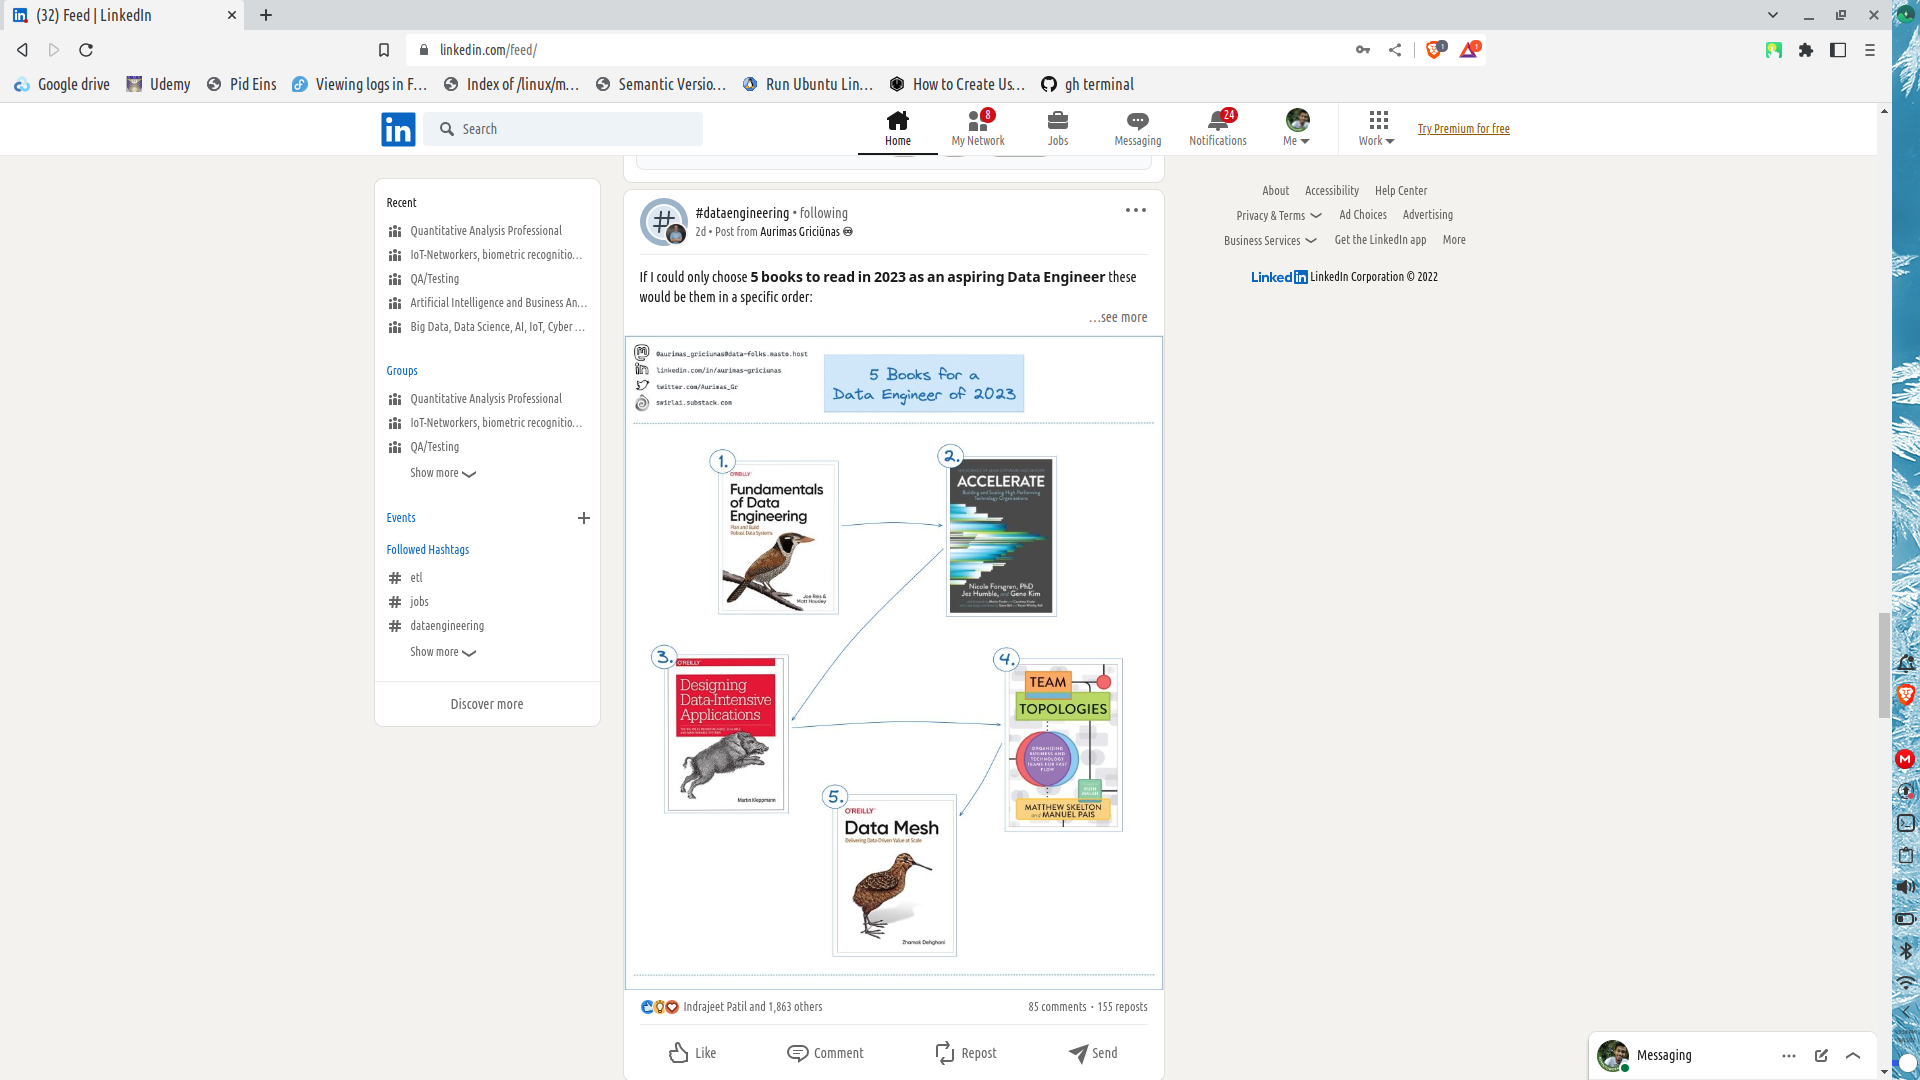 (32) Feed | LinkedIn
linkedin.com/feed/
1
1
Google drive
Udemy
Pid Eins
Viewing logs in F…
Index of /linux/m…
Semantic Versio…
Run Ubuntu Lin…
How to Create Us…
gh terminal
in
Search
Home
8
My Network
Jobs
Messaging
24
Notifications
Me
Work
Try Premium for free
Recent
Quantitative Analysis Professional
IoT-Networkers, biometric recognitio…
QA/Testing
Artificial Intelligence and Business An…
Big Data, Data Science, AI, IoT, Cyber …
Groups
Quantitative Analysis Professional
IoT-Networkers, biometric recognitio…
QA/Testing
Show more
Events
Followed Hashtags
# etl
# jobs
# dataengineering
Show more
Discover more
#dataengineering • following
2d • Post from Aurimas Griciūnas
If I could only choose 5 books to read in 2023 as an aspiring Data Engineer these
would be them in a specific order:
…see more
@aurimas_griciunas@data-folks.masto.host
linkedin.com/in/aurimas-griciunas
twitter.com/Aurimas_Gr
swirlai.substack.com
5 Books for a
Data Engineer of 2023
1.
O'REILLY
Fundamentals
of Data
Engineering
Plan and Build
Robust Data Systems
Joe Reis &
Matt Housley
2.
ACCELERATE
Building and Scaling High Performing
Technology Organizations
Nicole Forsgren, PhD
Jez Humble, and Gene Kim
3.
O'REILLY
Designing
Data-Intensive
Applications
Martin Kleppmann
4.
TEAM
TOPOLOGIES
ORGANIZING
BUSINESS AND
TECHNOLOGY
TEAMS FOR FAST
FLOW
MATTHEW SKELTON
and MANUEL PAIS
5.
O'REILLY
Data Mesh
Delivering Data-Driven Value at Scale
Zhamak Dehghani
Indrajeet Patil and 1,863 others
85 comments • 155 reposts
Like
Comment
Repost
Send
About
Accessibility
Help Center
Privacy & Terms
Ad Choices
Advertising
Business Services
Get the LinkedIn app
More
LinkedIn LinkedIn Corporation © 2022
Messaging